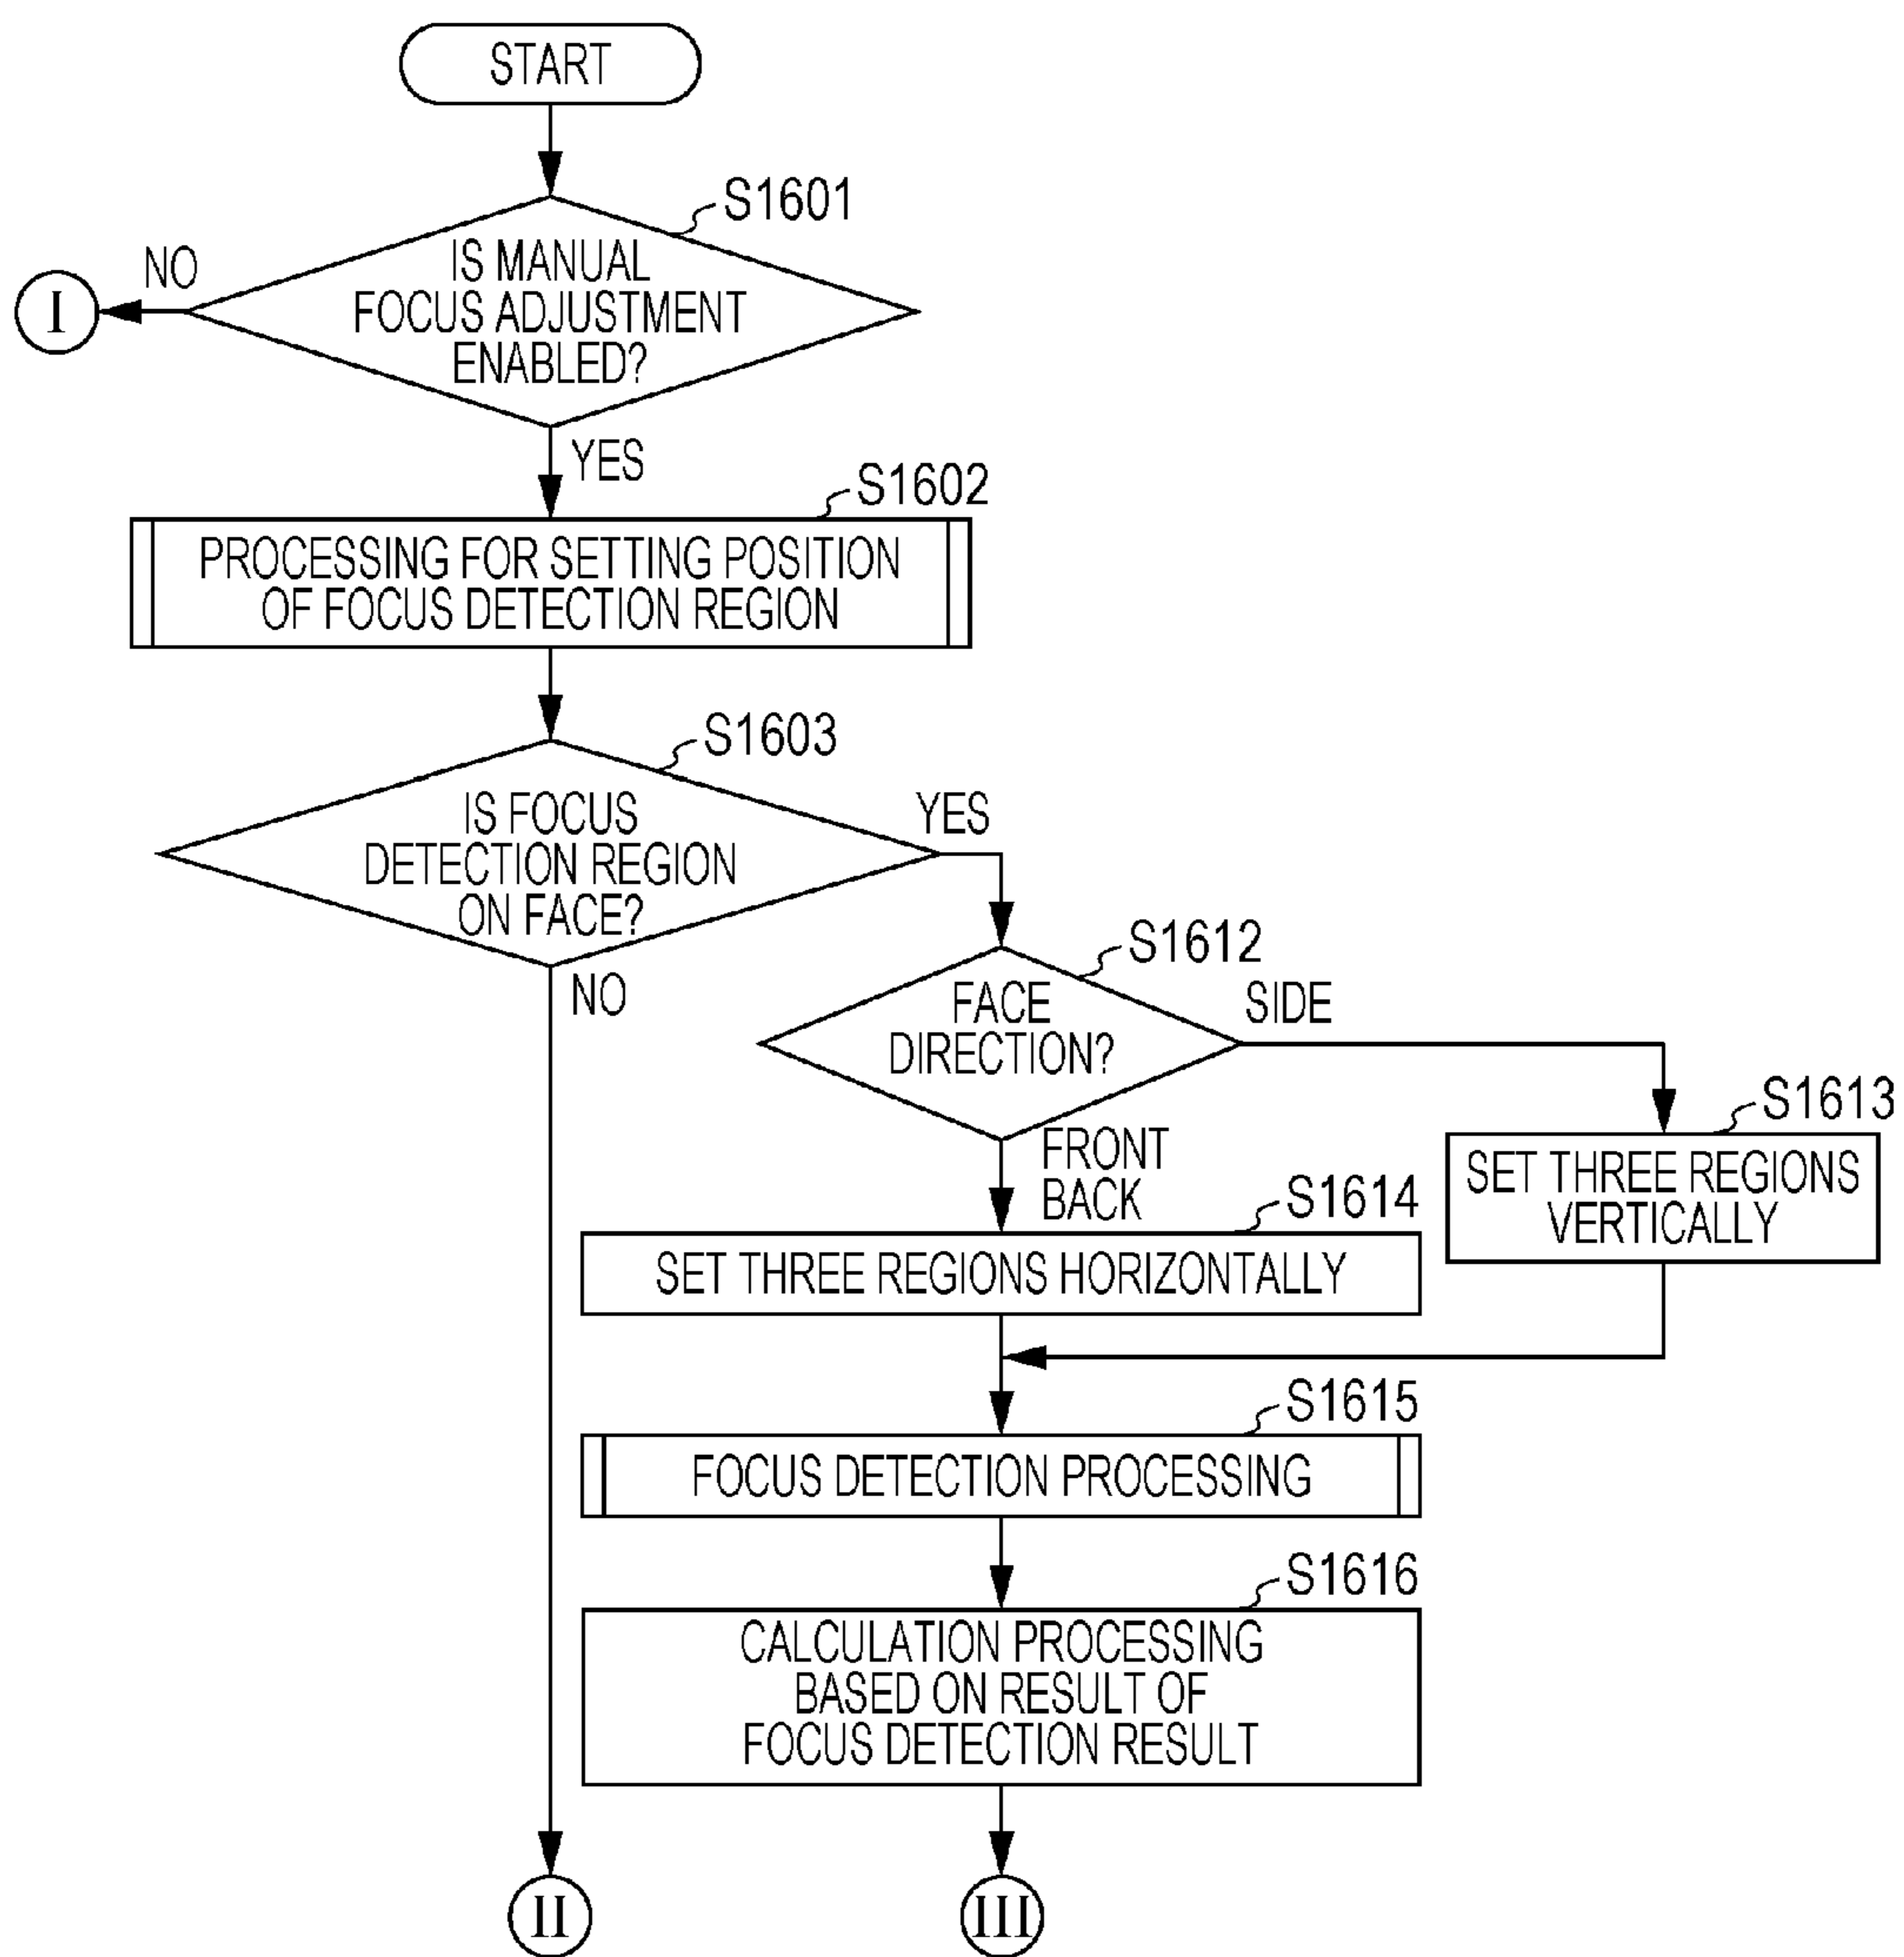 START
S1601
IS MANUAL
FOCUS ADJUSTMENT
ENABLED?
NO
I
YES
S1602
PROCESSING FOR SETTING POSITION
OF FOCUS DETECTION REGION
S1603
IS FOCUS
DETECTION REGION
ON FACE?
YES
NO
S1612
FACE
DIRECTION?
SIDE
FRONT
BACK
S1613
SET THREE REGIONS
VERTICALLY
S1614
SET THREE REGIONS HORIZONTALLY
S1615
FOCUS DETECTION PROCESSING
S1616
CALCULATION PROCESSING
BASED ON RESULT OF
FOCUS DETECTION RESULT
II
III